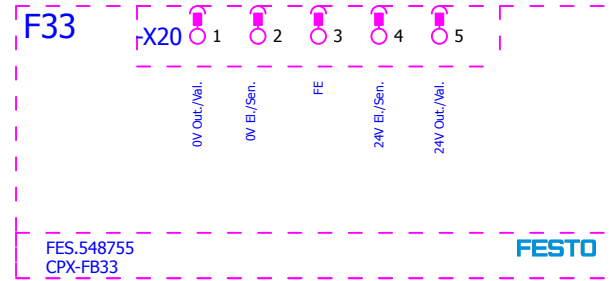 F33
-X20 1 2 3 4 5
0V Out./Val.
0V El./Sen.
FE
24V El./Sen.
24V Out./Val.
FES.548755
CPX-FB33
FESTO